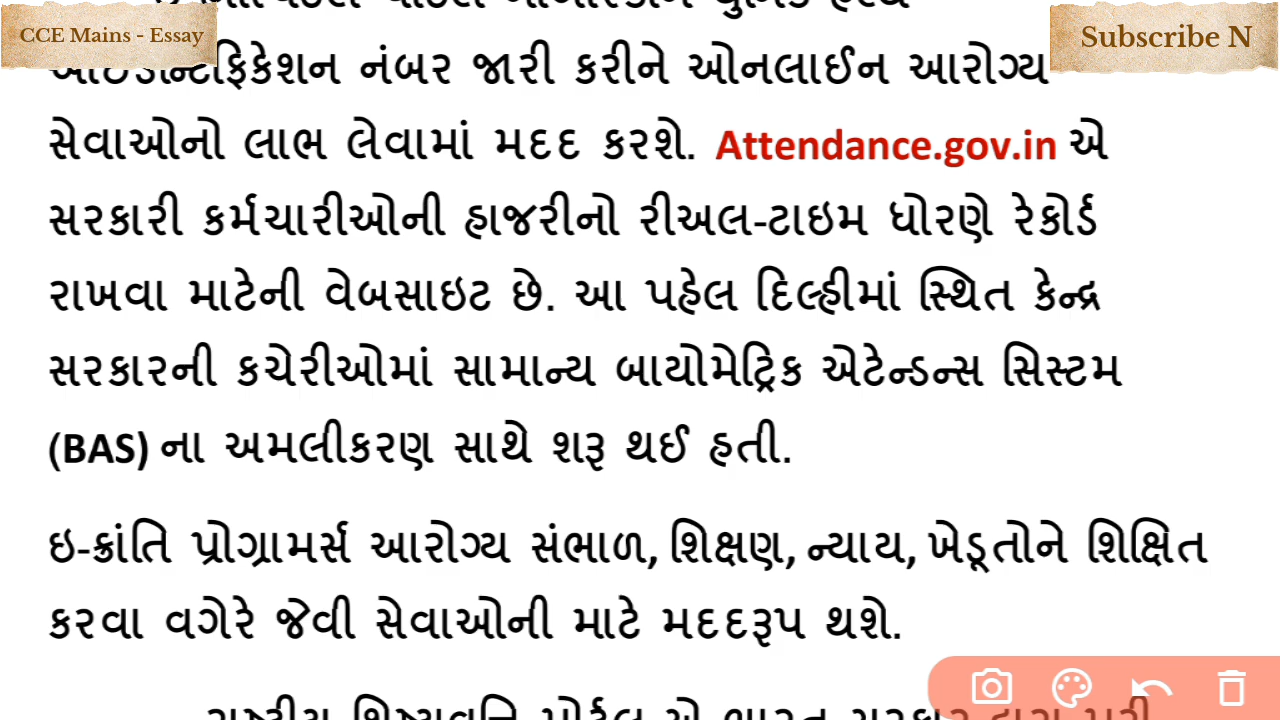 CCE Mains - Essay
Subscribe N
નંબર જારી કરીને ઓનલાઈન આરોગ્ય
સેવાઓનો લાભ લેવામાં મદદ કરશે. Attendance.gov.in એ
સરકારી કર્મચારીઓની હાજરીનો રીઅલ-ટાઇમ ધોરણે રેકોર્ડ
રાખવા માટેની વેબસાઇટ છે. આ પહેલ દિલ્હીમાં સ્થિત કેન્દ્ર
સરકારની કચેરીઓમાં સામાન્ય બાયોમેટ્રિક એટેન્ડન્સ સિસ્ટમ
(BAS) ના અમલીકરણ સાથે શરૂ થઈ હતી.
ઇ-ક્રાંતિ પ્રોગ્રામર્સ આરોગ્ય સંભાળ, શિક્ષણ, ન્યાય, ખેડૂતોને શિક્ષિત
કરવા વગેરે જેવી સેવાઓની માટે મદદરૂપ થશે.